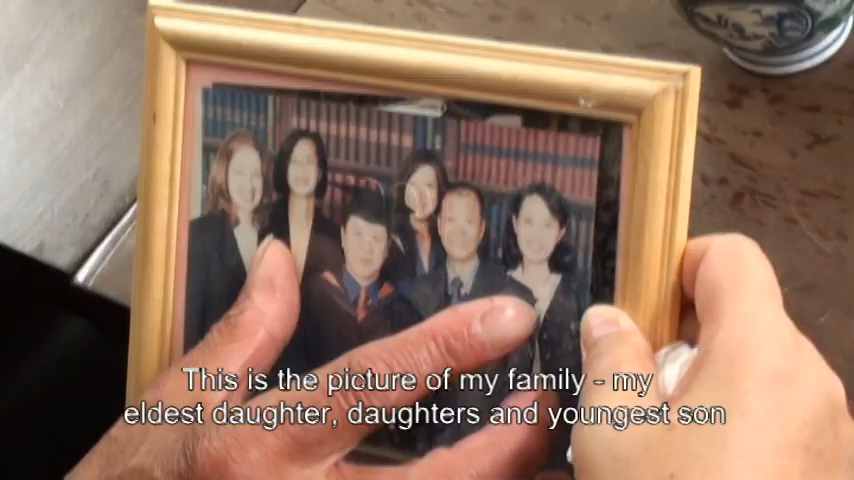 This is the picture of my family - my
eldest daughter, daughters and youngest son